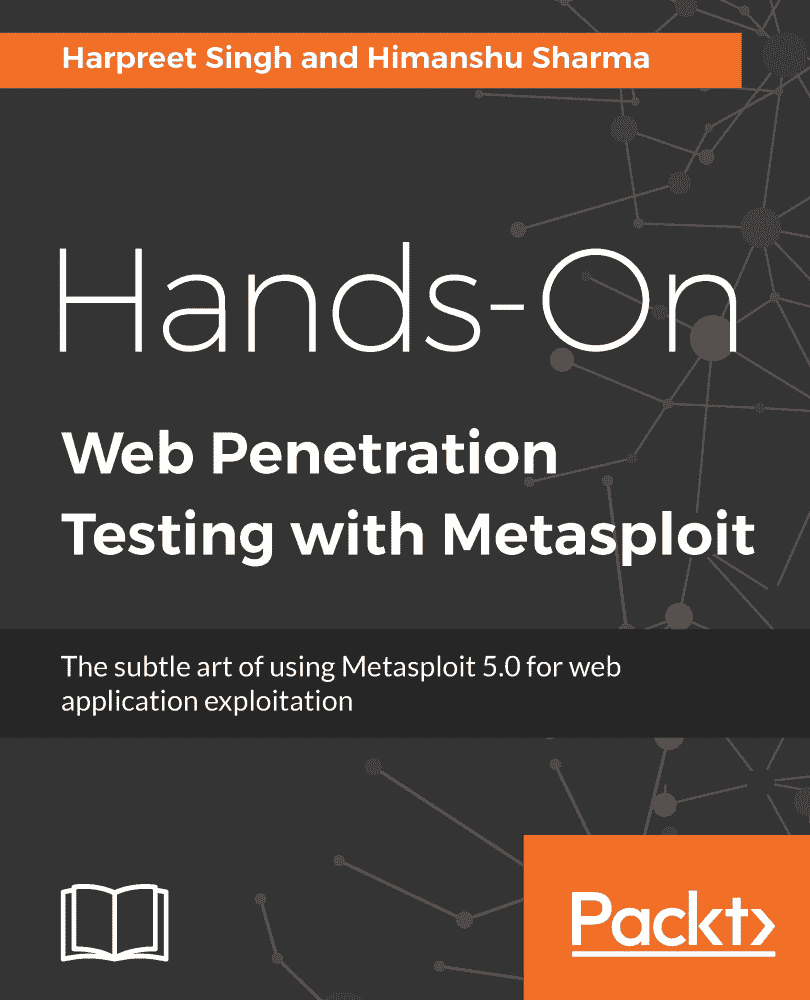 Harpreet Singh and Himanshu Sharma
Hands-On
Web Penetration
Testing with Metasploit
The subtle art of using Metasploit 5.0 for web
application exploitation
Packt>